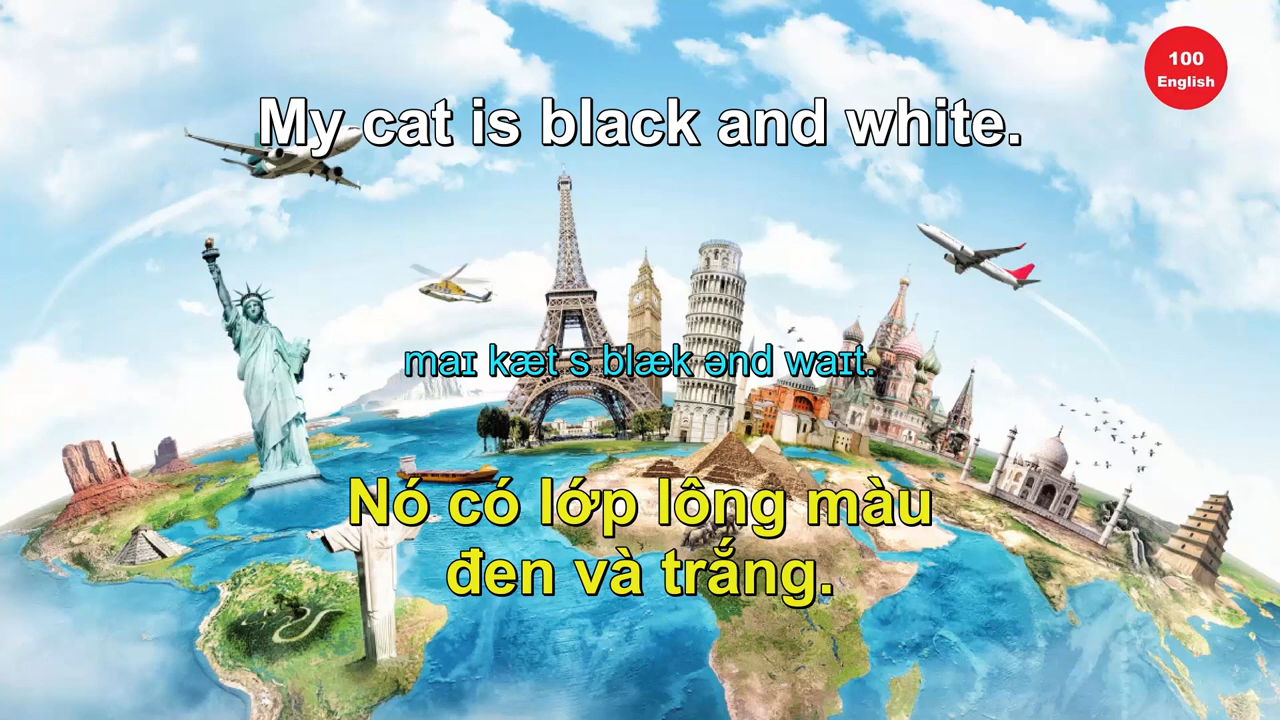 100
English
My cat is black and white.
maɪ kæt s blæk ənd waɪt.
Nó có lớp lông màu
đen và trắng.